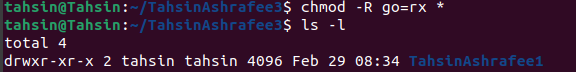 tahsin@Tahsin:~/TahsinAshrafee3$ chmod -R go=rx *
tahsin@Tahsin:~/TahsinAshrafee3$ ls -l
total 4
drwxr-xr-x 2 tahsin tahsin 4096 Feb 29 08:34 TahsinAshrafee1